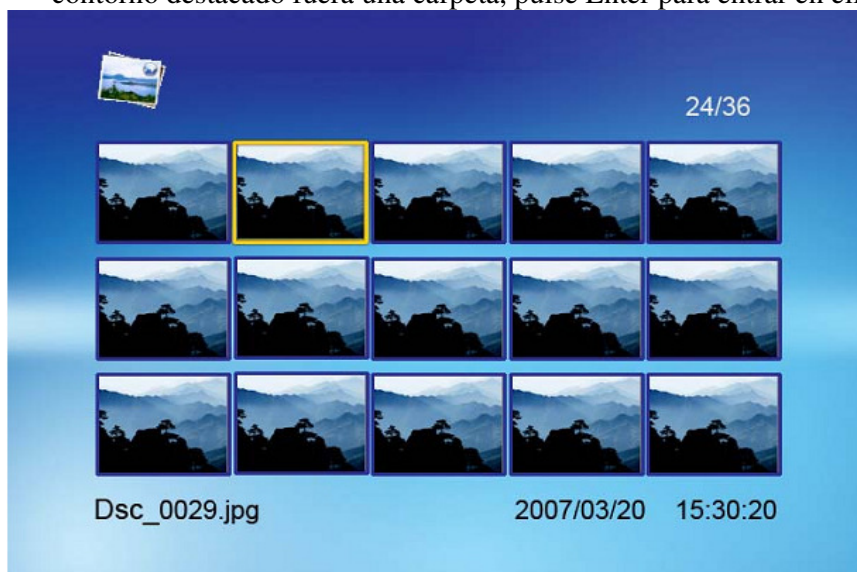 contorno destacado fuera una carpeta, pulse Enter para entrar en
24/36
Dsc_0029.jpg
2007/03/20 15:30:20